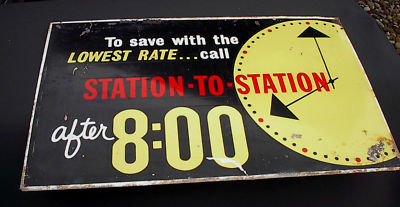 To save with the
LOWEST RATE...call
STATION-TO-STATION
after 8:00